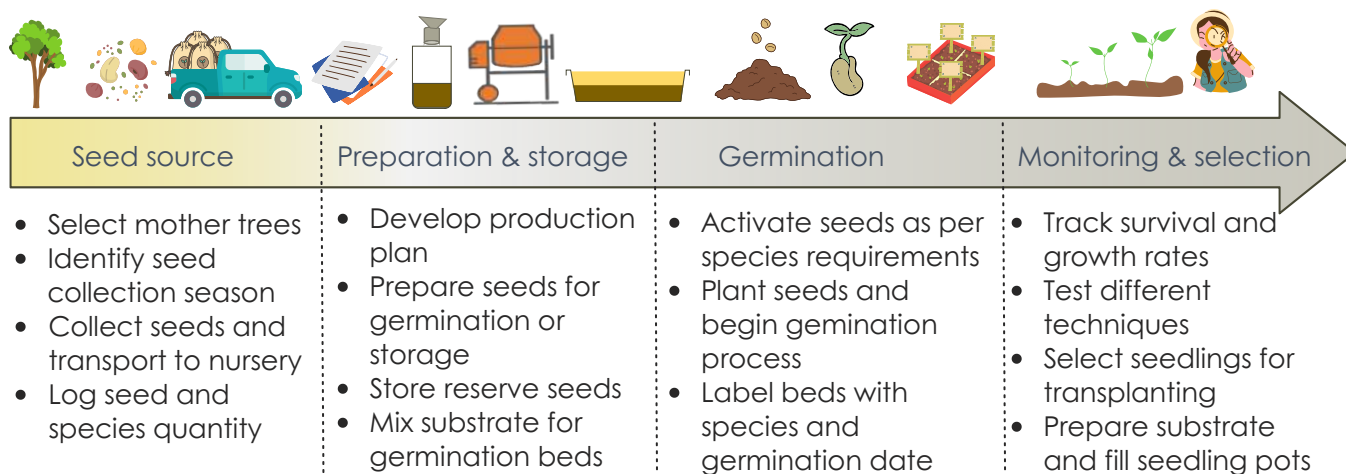 Seed source
Preparation & storage
Germination
Monitoring & selection
• Select mother trees
• Identify seed
collection season
• Collect seeds and
transport to nursery
• Log seed and
species quantity
• Develop production
plan
• Prepare seeds for
germination or
storage
• Store reserve seeds
• Mix substrate for
germination beds
• Activate seeds as per
species requirements
• Plant seeds and
begin gemination
process
• Label beds with
species and
germination date
• Track survival and
growth rates
• Test different
techniques
• Select seedlings for
transplanting
• Prepare substrate
and fill seedling pots